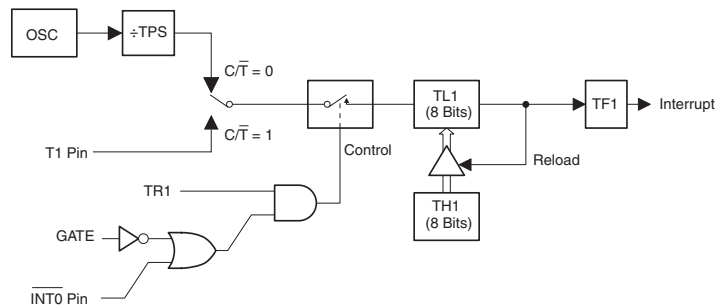 OSC
÷TPS
C/T̅ = 0
C/T̅ = 1
T1 Pin
Control
TL1
(8 Bits)
TF1
Interrupt
Reload
TH1
(8 Bits)
TR1
GATE
I̅N̅T̅0̅ Pin